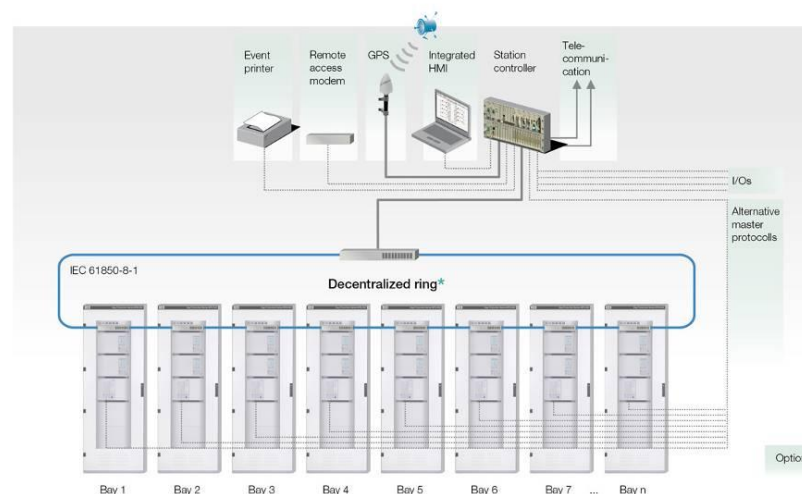 Event
printer
Remote
access
modem
GPS
Integrated
HMI
Station
controller
Tele-
communi-
cation
I/Os
Alternative
master
protocolls
IEC 61850-8-1
Decentralized ring*
Bay 1
Bay 2
Bay 3
Bay 4
Bay 5
Bay 6
Bay 7
...
Bay n
Option